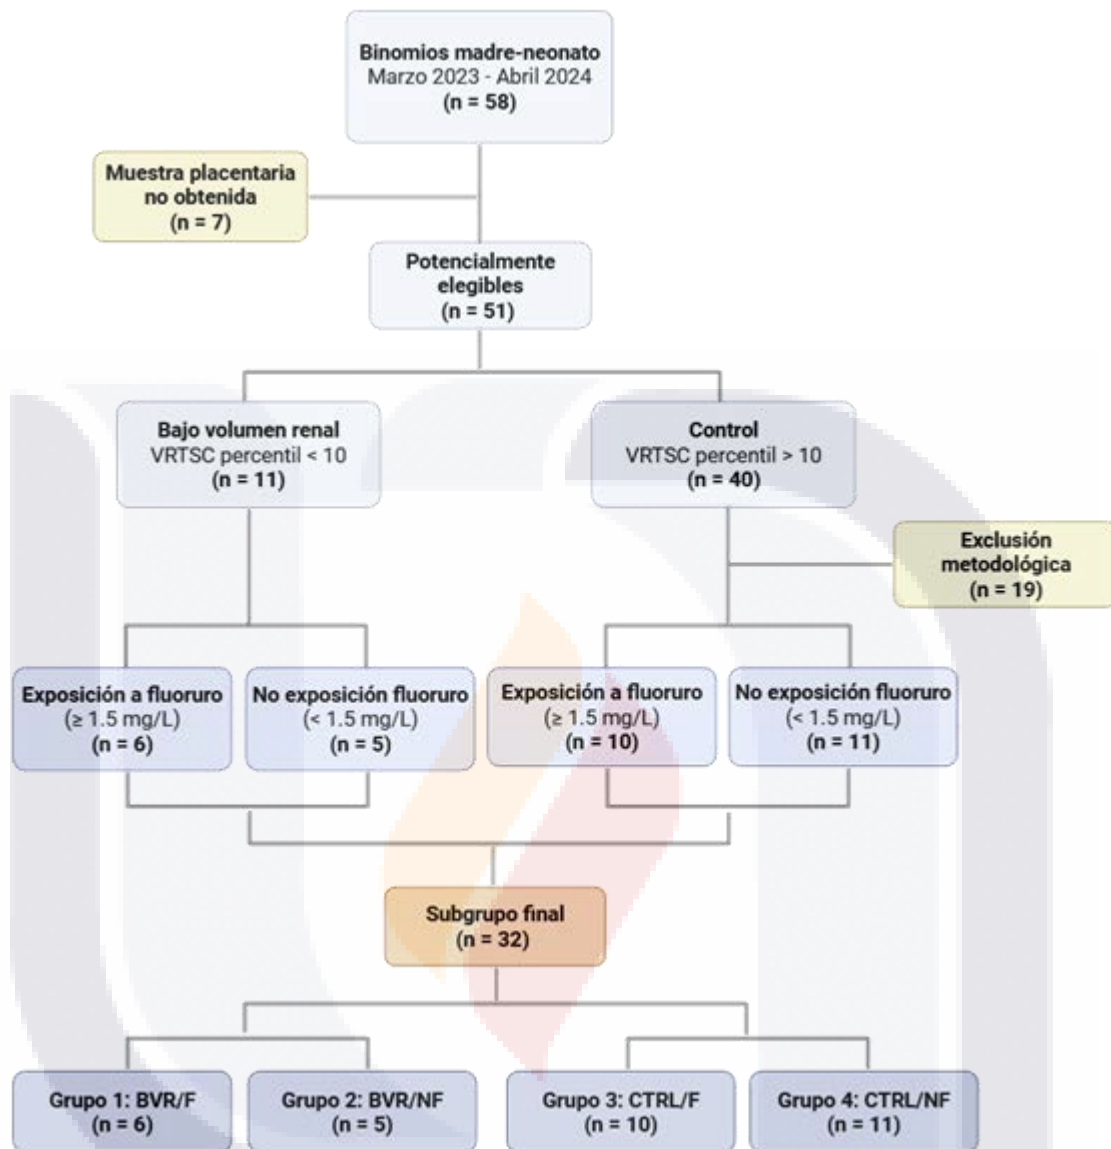 Binomios madre-neonato
Marzo 2023 - Abril 2024
(n = 58)
Muestra placentaria
no obtenida
(n = 7)
Potencialmente
elegibles
(n = 51)
Bajo volumen renal
VRTSC percentil < 10
(n = 11)
Control
VRTSC percentil > 10
(n = 40)
Exclusión
metodológica
(n = 19)
Exposición a fluoruro
(≥ 1.5 mg/L)
(n = 6)
No exposición fluoruro
(< 1.5 mg/L)
(n = 5)
Exposición a fluoruro
(≥ 1.5 mg/L)
(n = 10)
No exposición fluoruro
(< 1.5 mg/L)
(n = 11)
Subgrupo final
(n = 32)
Grupo 1: BVR/F
(n = 6)
Grupo 2: BVR/NF
(n = 5)
Grupo 3: CTRL/F
(n = 10)
Grupo 4: CTRL/NF
(n = 11)